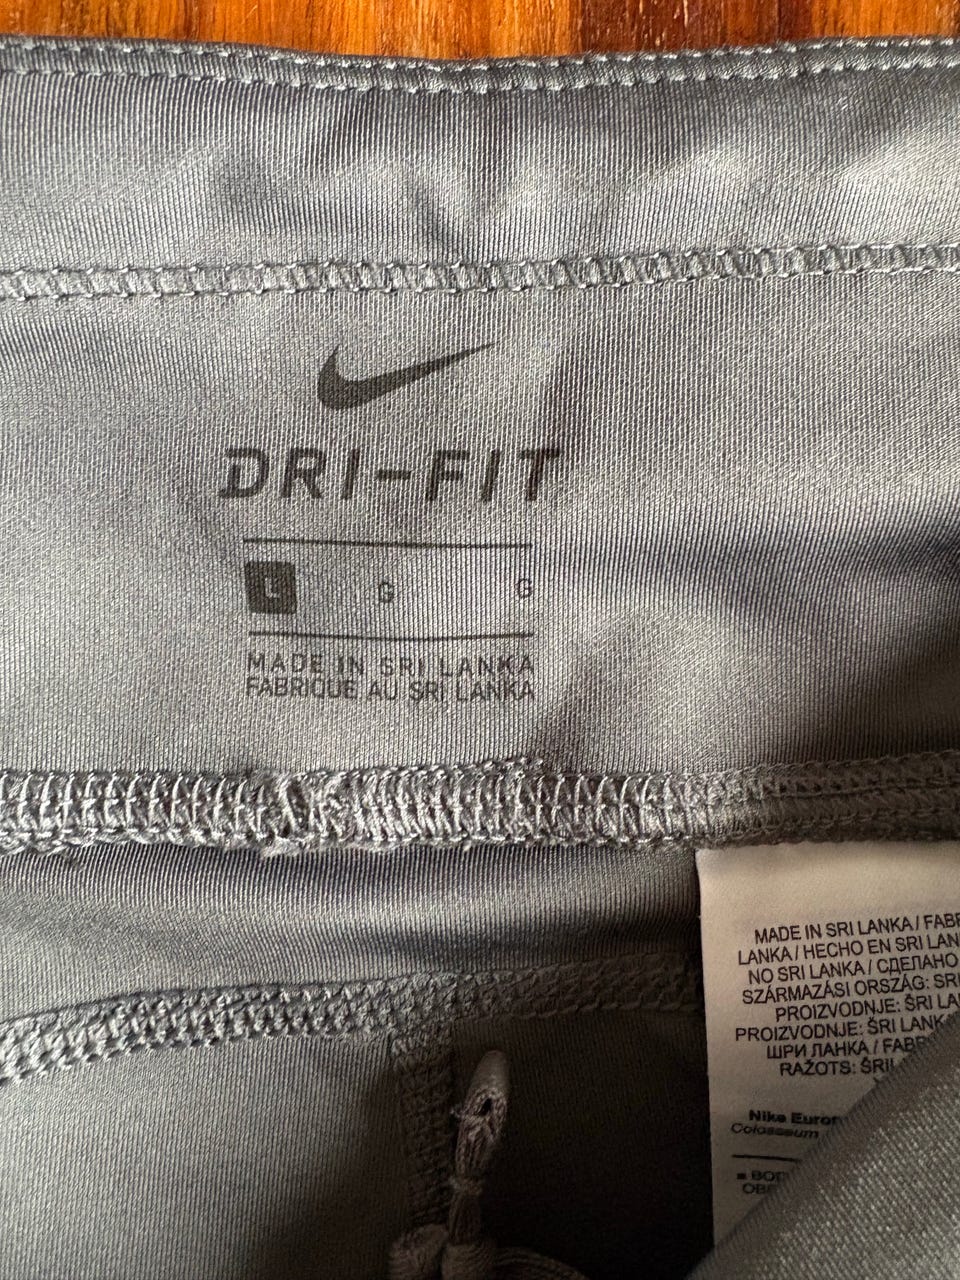 DRI-FIT
L G G
MADE IN SRI LANKA
FABRIQUE AU SRI LANKA
MADE IN SRI LANKA / FABR
LANKA / HECHO EN SRI LAN
NO SRI LANKA / СДЕЛАНО
SZÁRMAZÁSI ORSZÁG: SRI
PROIZVODNJE: ŠRI LA
PROIZVODNJE: ŠRI LANKA
ШРИ ЛАНКА / FABR
RAŽOTS: ŠRI
Nike Europ
Colosseum